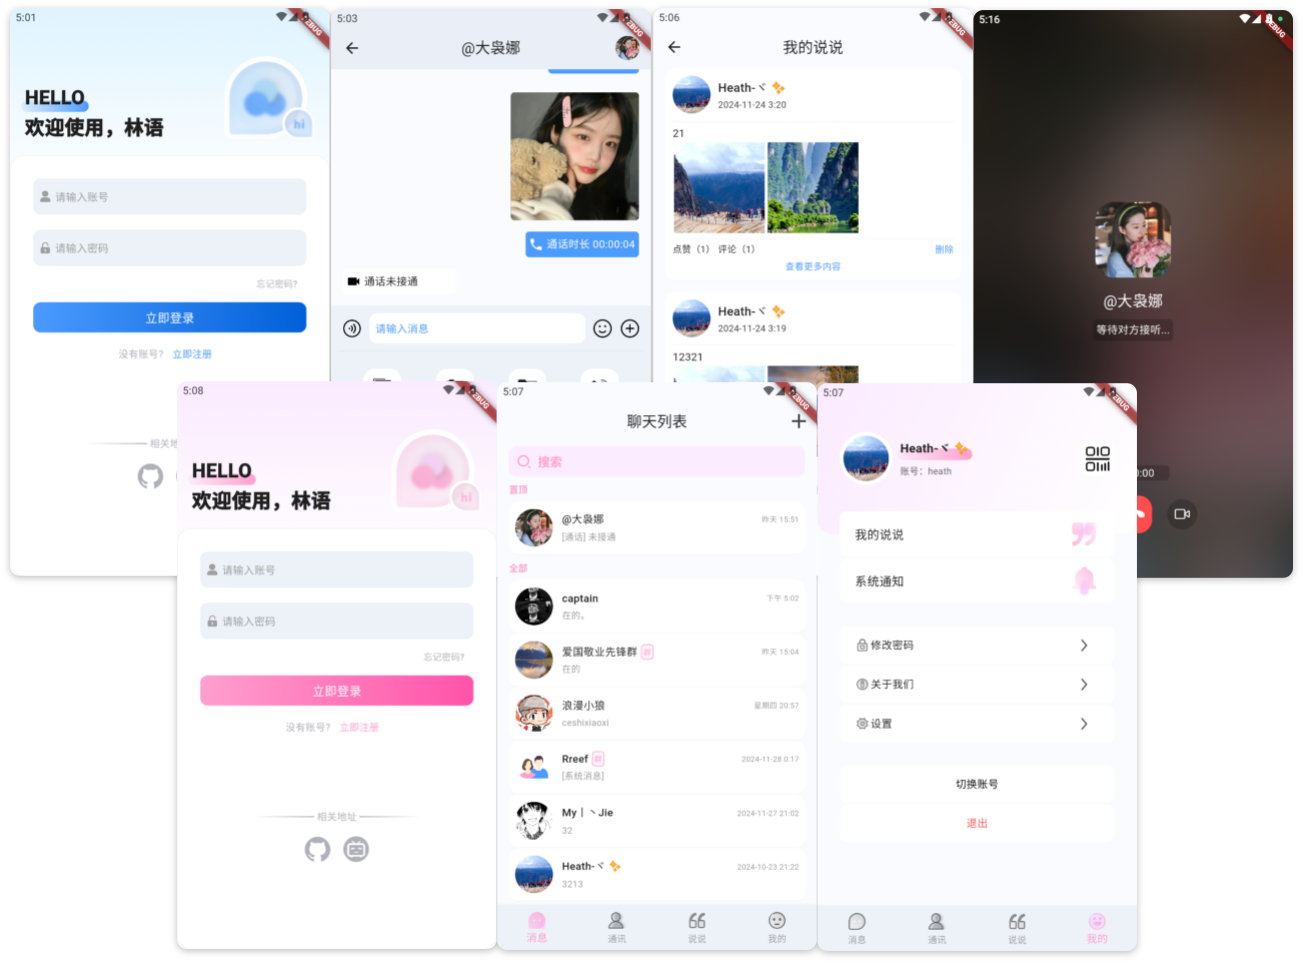 5:01
DEBUG
HELLO
欢迎使用，林语
hi
请输入账号
请输入密码
忘记密码?
立即登录
没有账号?
立即注册
相关地
5:03
DEBUG
@大袅娜
通话时长 00:00:04
通话未接通
请输入消息
5:06
DEBUG
我的说说
Heath-ヾ ✨
2024-11-24 3:20
21
点赞（1） 评论（1）
删除
查看更多内容
Heath-ヾ ✨
2024-11-24 3:19
12321
5:16
DEBUG
@大袅娜
等待对方接听...
0:00
5:08
DEBUG
HELLO
欢迎使用，林语
hi
请输入账号
请输入密码
忘记密码?
立即登录
没有账号?
立即注册
相关地址
5:07
DEBUG
聊天列表
搜索
置顶
@大袅娜
昨天 15:51
[通话] 未接通
全部
captain
下午 5:02
在的。
爱国敬业先锋群 群
昨天 15:04
在的
浪漫小狼
星期四 20:57
ceshixiaoxi
Rreef 群
2024-11-28 0:17
[系统消息]
My丨丶Jie
2024-11-27 21:02
32
Heath-ヾ ✨
2024-10-23 21:22
3213
消息
通讯
说说
我的
5:07
DEBUG
Heath-ヾ ✨
账号：heath
我的说说
系统通知
修改密码
关于我们
设置
切换账号
退出
消息
通讯
说说
我的